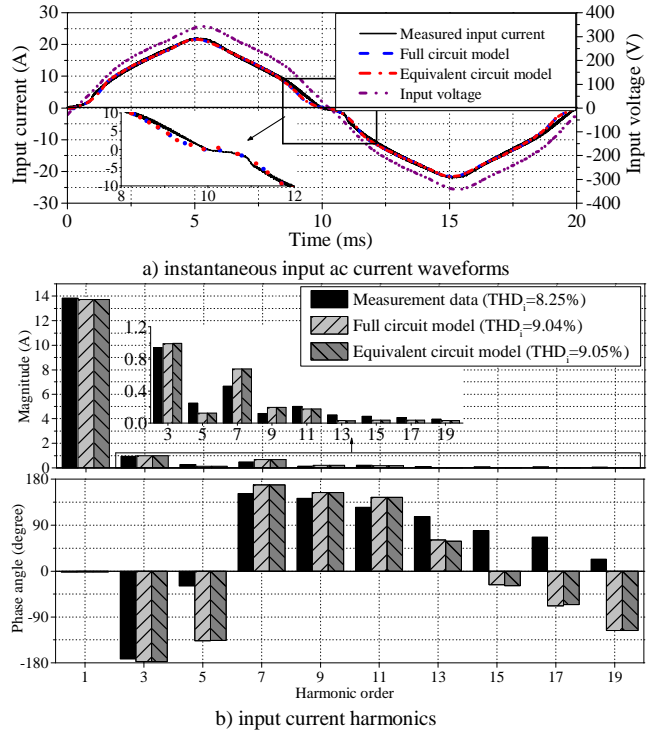 Input current (A)
30
20
10
0
-10
-20
-30
Measured input current
Full circuit model
Equivalent circuit model
Input voltage
10
5
0
-5
-10
8 10 12
400
300
200
100
0
-100
-200
-300
-400
Input voltage (V)
0 5 10 15 20
Time (ms)
a) instantaneous input ac current waveforms
Magnitude (A)
14
12
10
8
6
4
2
0
Measurement data (THDi=8.25%)
Full circuit model (THDi=9.04%)
Equivalent circuit model (THDi=9.05%)
1.2
0.8
0.4
0.0
3 5 7 9 11 13 15 17 19
Phase angle (degree)
180
90
0
-90
-180
1 3 5 7 9 11 13 15 17 19
Harmonic order
b) input current harmonics